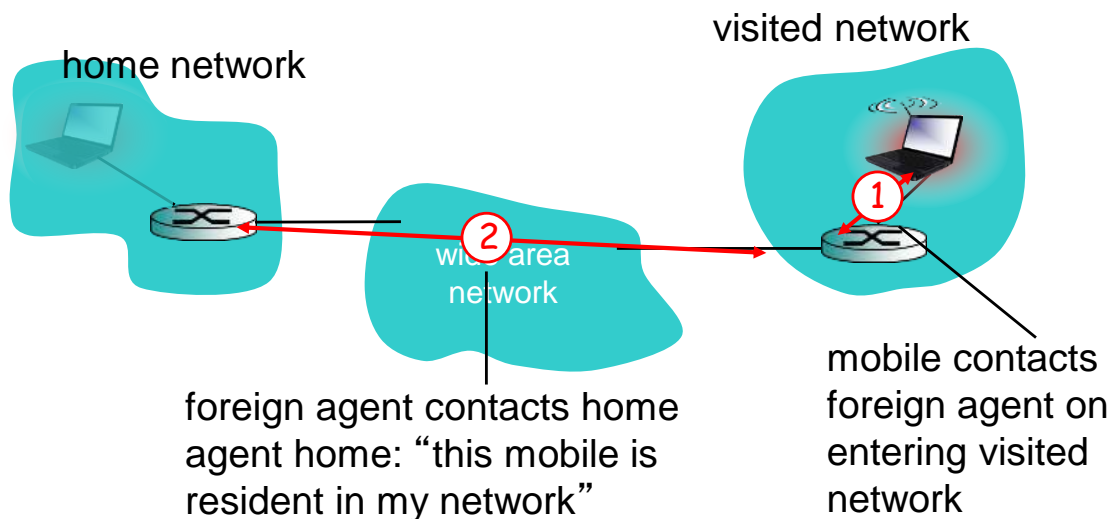 home network
visited network
1
2
wide area
network
foreign agent contacts home
agent home: “this mobile is
resident in my network”
mobile contacts
foreign agent on
entering visited
network